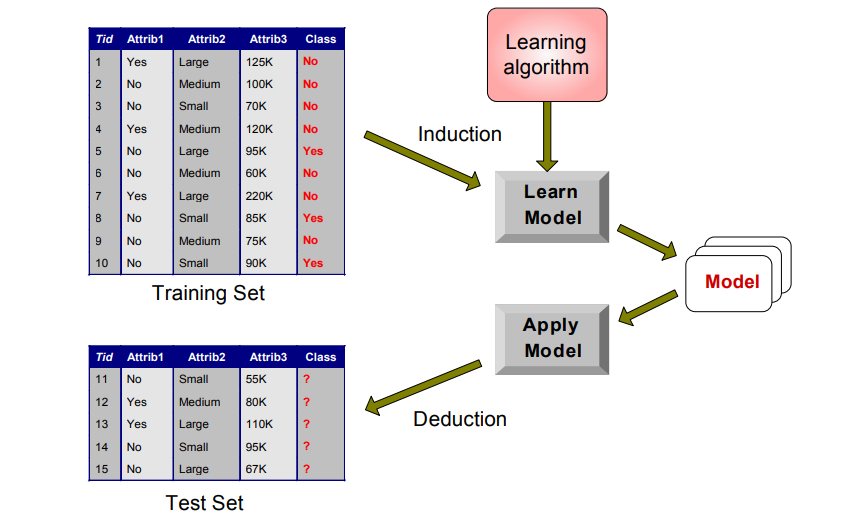 Tid Attrib1 Attrib2 Attrib3 Class
1 Yes Large 125K No
2 No Medium 100K No
3 No Small 70K No
4 Yes Medium 120K No
5 No Large 95K Yes
6 No Medium 60K No
7 Yes Large 220K No
8 No Small 85K Yes
9 No Medium 75K No
10 No Small 90K Yes
Training Set
Learning
algorithm
Induction
Learn
Model
Model
Apply
Model
Deduction
Tid Attrib1 Attrib2 Attrib3 Class
11 No Small 55K ?
12 Yes Medium 80K ?
13 Yes Large 110K ?
14 No Small 95K ?
15 No Large 67K ?
Test Set